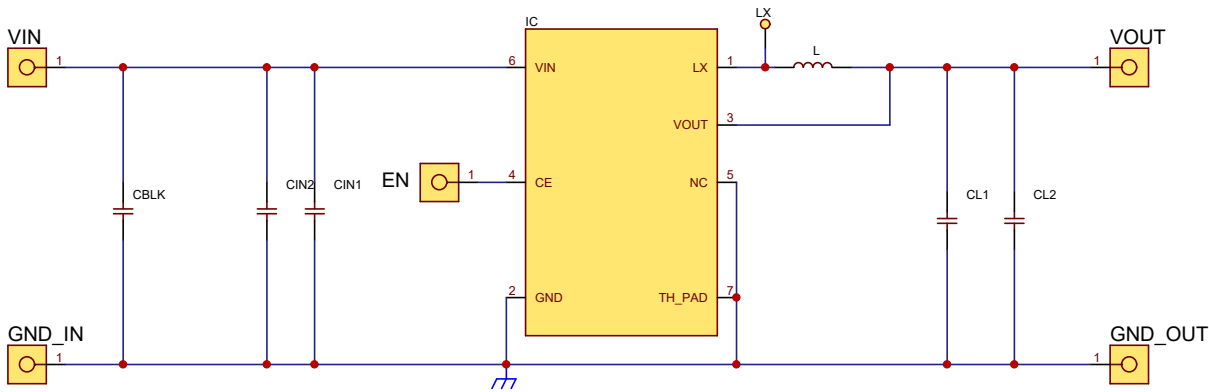 IC
LX
VIN
1
6
VIN
LX
1
L
VOUT
1
VOUT
3
EN
1
4
CE
NC
5
CBLK
CIN2
CIN1
CL1
CL2
2
GND
TH_PAD
7
GND_IN
1
GND_OUT
1